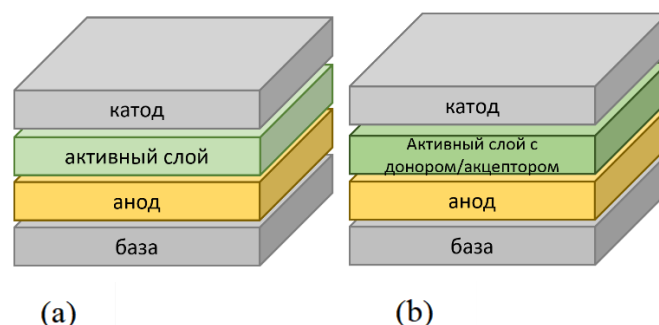 катод
активный слой
анод
база
(a)
катод
Активный слой с
донором/акцептором
анод
база
(b)